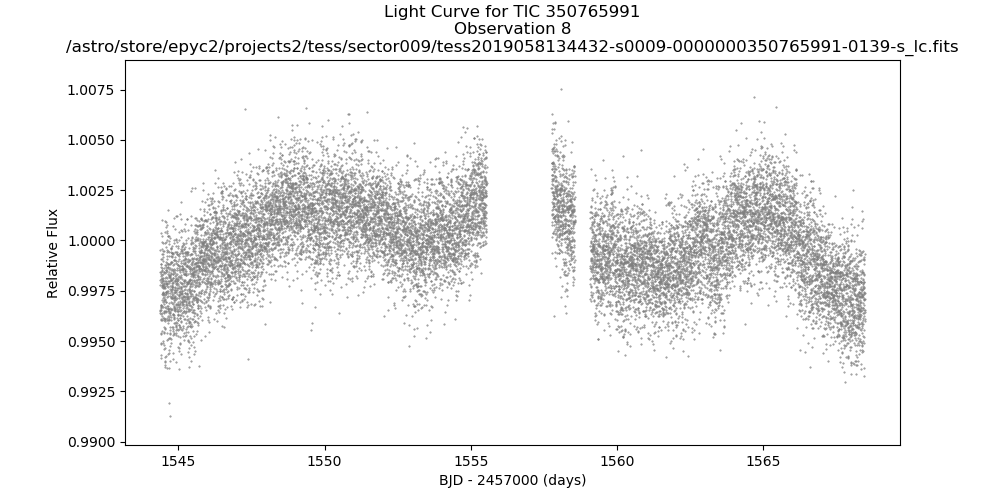 Light Curve for TIC 350765991
Observation 8
/astro/store/epyc2/projects2/tess/sector009/tess2019058134432-s0009-0000000350765991-0139-s_lc.fits
1.0075
1.0050
1.0025
1.0000
0.9975
0.9950
0.9925
0.9900
Relative Flux
1545
1550
1555
1560
1565
BJD - 2457000 (days)